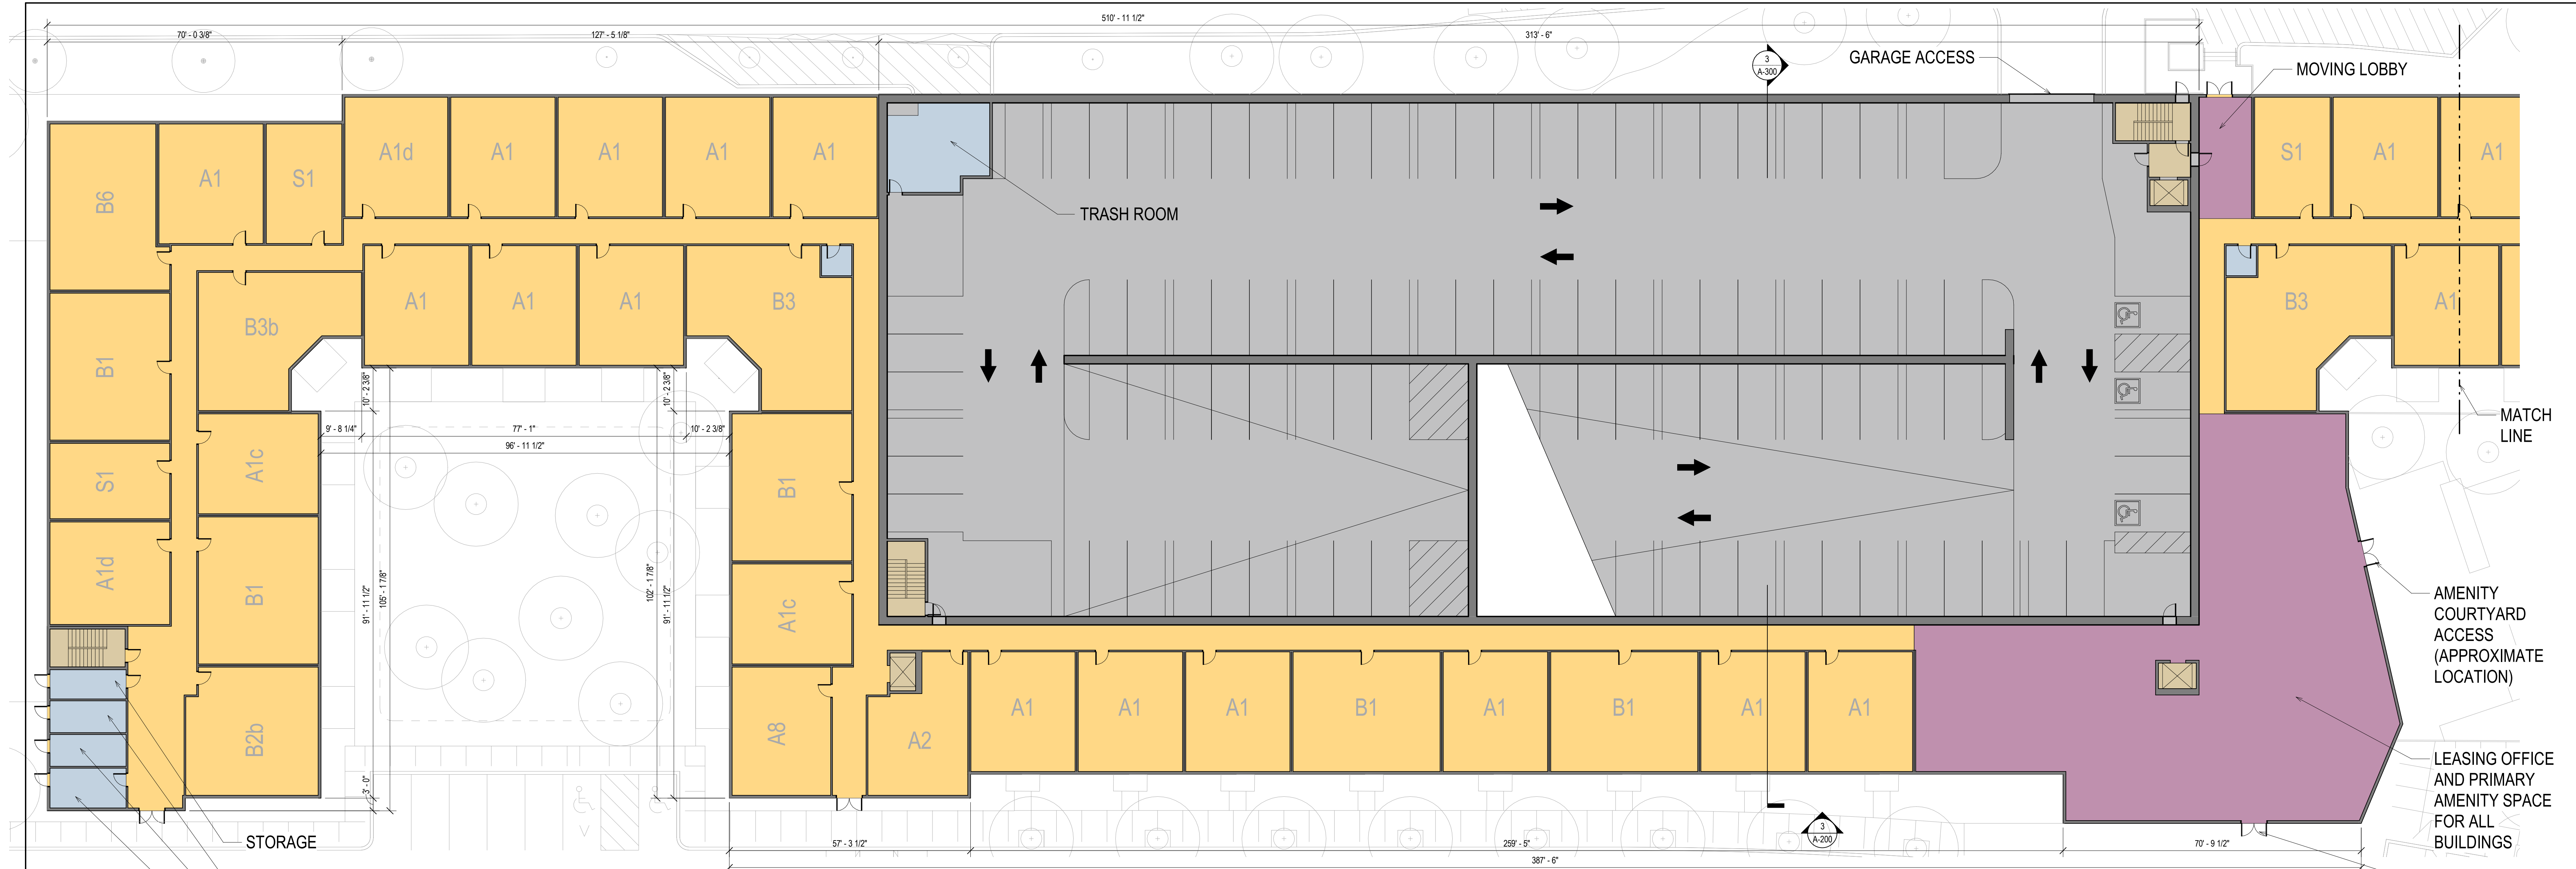 510' - 11 1/2"
70' - 0 3/8"
127' - 5 1/8"
313' - 6"
3
A-300
GARAGE ACCESS
MOVING LOBBY
B6
A1
S1
A1d
A1
A1
A1
A1
S1
A1
A1
TRASH ROOM
B1
B3b
A1
A1
A1
B3
B3
A1
10' - 2 3/8"
10' - 2 3/8"
9' - 8 1/4"
77' - 1"
10' - 2 3/8"
96' - 11 1/2"
MATCH
LINE
S1
A1c
B1
A1d
B1
A1c
91' - 11 1/2"
105' - 1 7/8"
102' - 1 7/8"
91' - 11 1/2"
AMENITY
COURTYARD
ACCESS
(APPROXIMATE
LOCATION)
B2b
A8
A2
A1
A1
A1
B1
A1
B1
A1
A1
3' - 0"
LEASING OFFICE
AND PRIMARY
AMENITY SPACE
FOR ALL
BUILDINGS
STORAGE
3
A-200
57' - 3 1/2"
259' - 5"
70' - 9 1/2"
387' - 6"